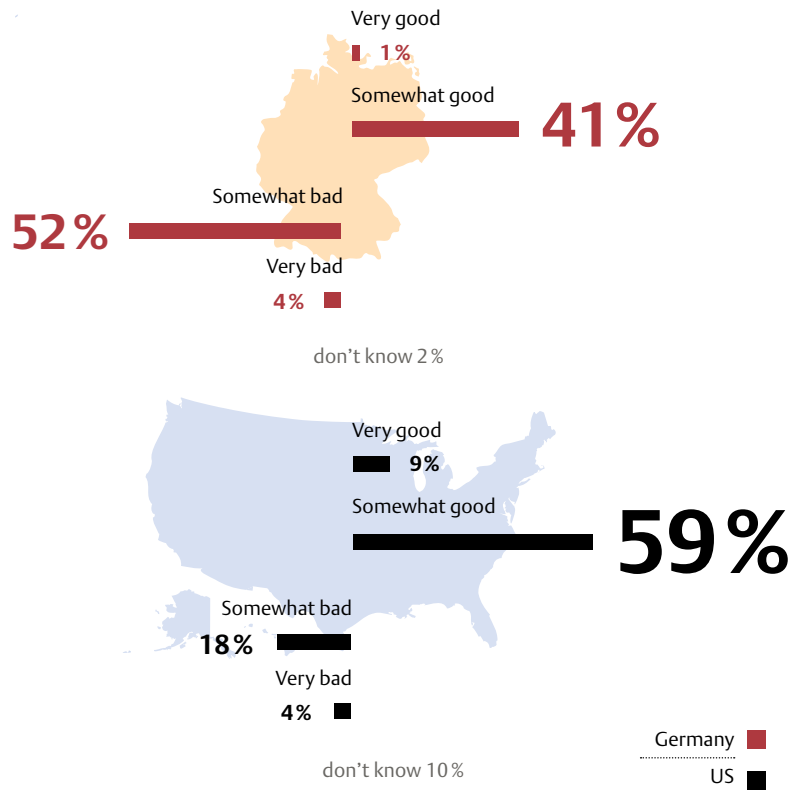 Very good
1%
Somewhat good
41%
Somewhat bad
52%
Very bad
4%
don't know 2%
Very good
9%
Somewhat good
59%
Somewhat bad
18%
Very bad
4%
don't know 10%
Germany
US